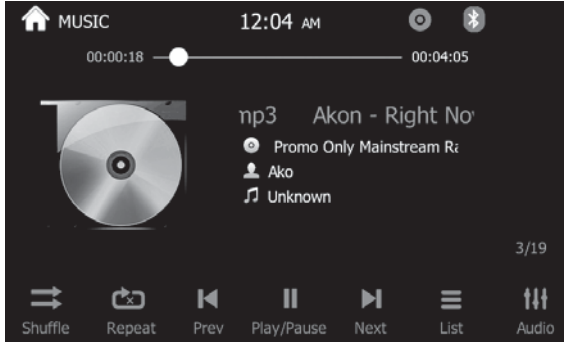 MUSIC 12:04 AM
00:00:18 00:04:05
mp3 Akon - Right No
Promo Only Mainstream Ra
Ako
Unknown
3/19
Shuffle Repeat Prev Play/Pause Next List Audio